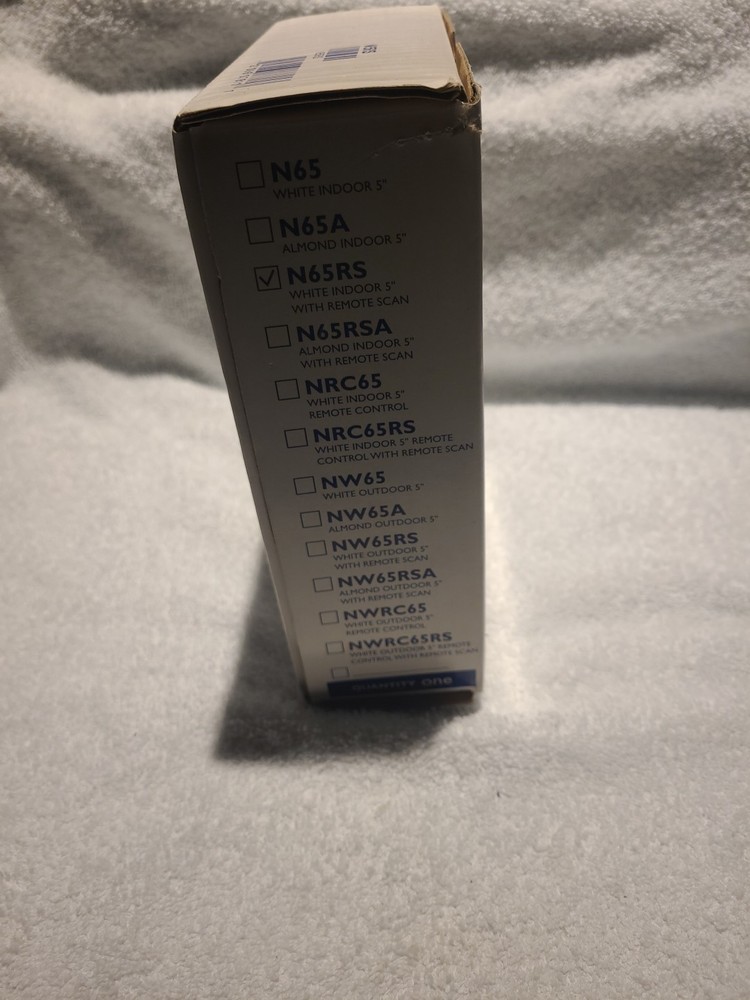 N65
WHITE INDOOR 5"
N65A
ALMOND INDOOR 5"
N65RS
WHITE INDOOR 5"
WITH REMOTE SCAN
N65RSA
ALMOND INDOOR 5"
WITH REMOTE SCAN
NRC65
WHITE INDOOR 5"
REMOTE CONTROL
NRC65RS
WHITE INDOOR 5" REMOTE
CONTROL WITH REMOTE SCAN
NW65
WHITE OUTDOOR 5"
NW65A
ALMOND OUTDOOR 5"
NW65RS
WHITE OUTDOOR 5"
WITH REMOTE SCAN
NW65RSA
ALMOND OUTDOOR 5"
WITH REMOTE SCAN
NWRC65
WHITE OUTDOOR 5"
REMOTE CONTROL
NWRC65RS
WHITE OUTDOOR 5" REMOTE
CONTROL WITH REMOTE SCAN
QUANTITY one